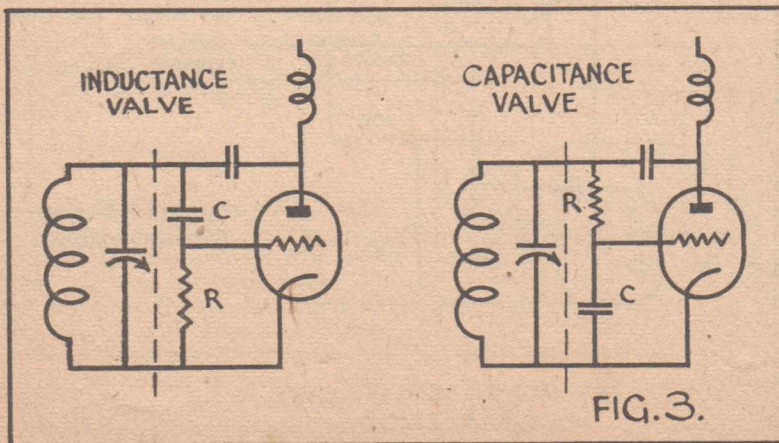 INDUCTANCE
VALVE
C
R
CAPACITANCE
VALVE
R
C
FIG.3.